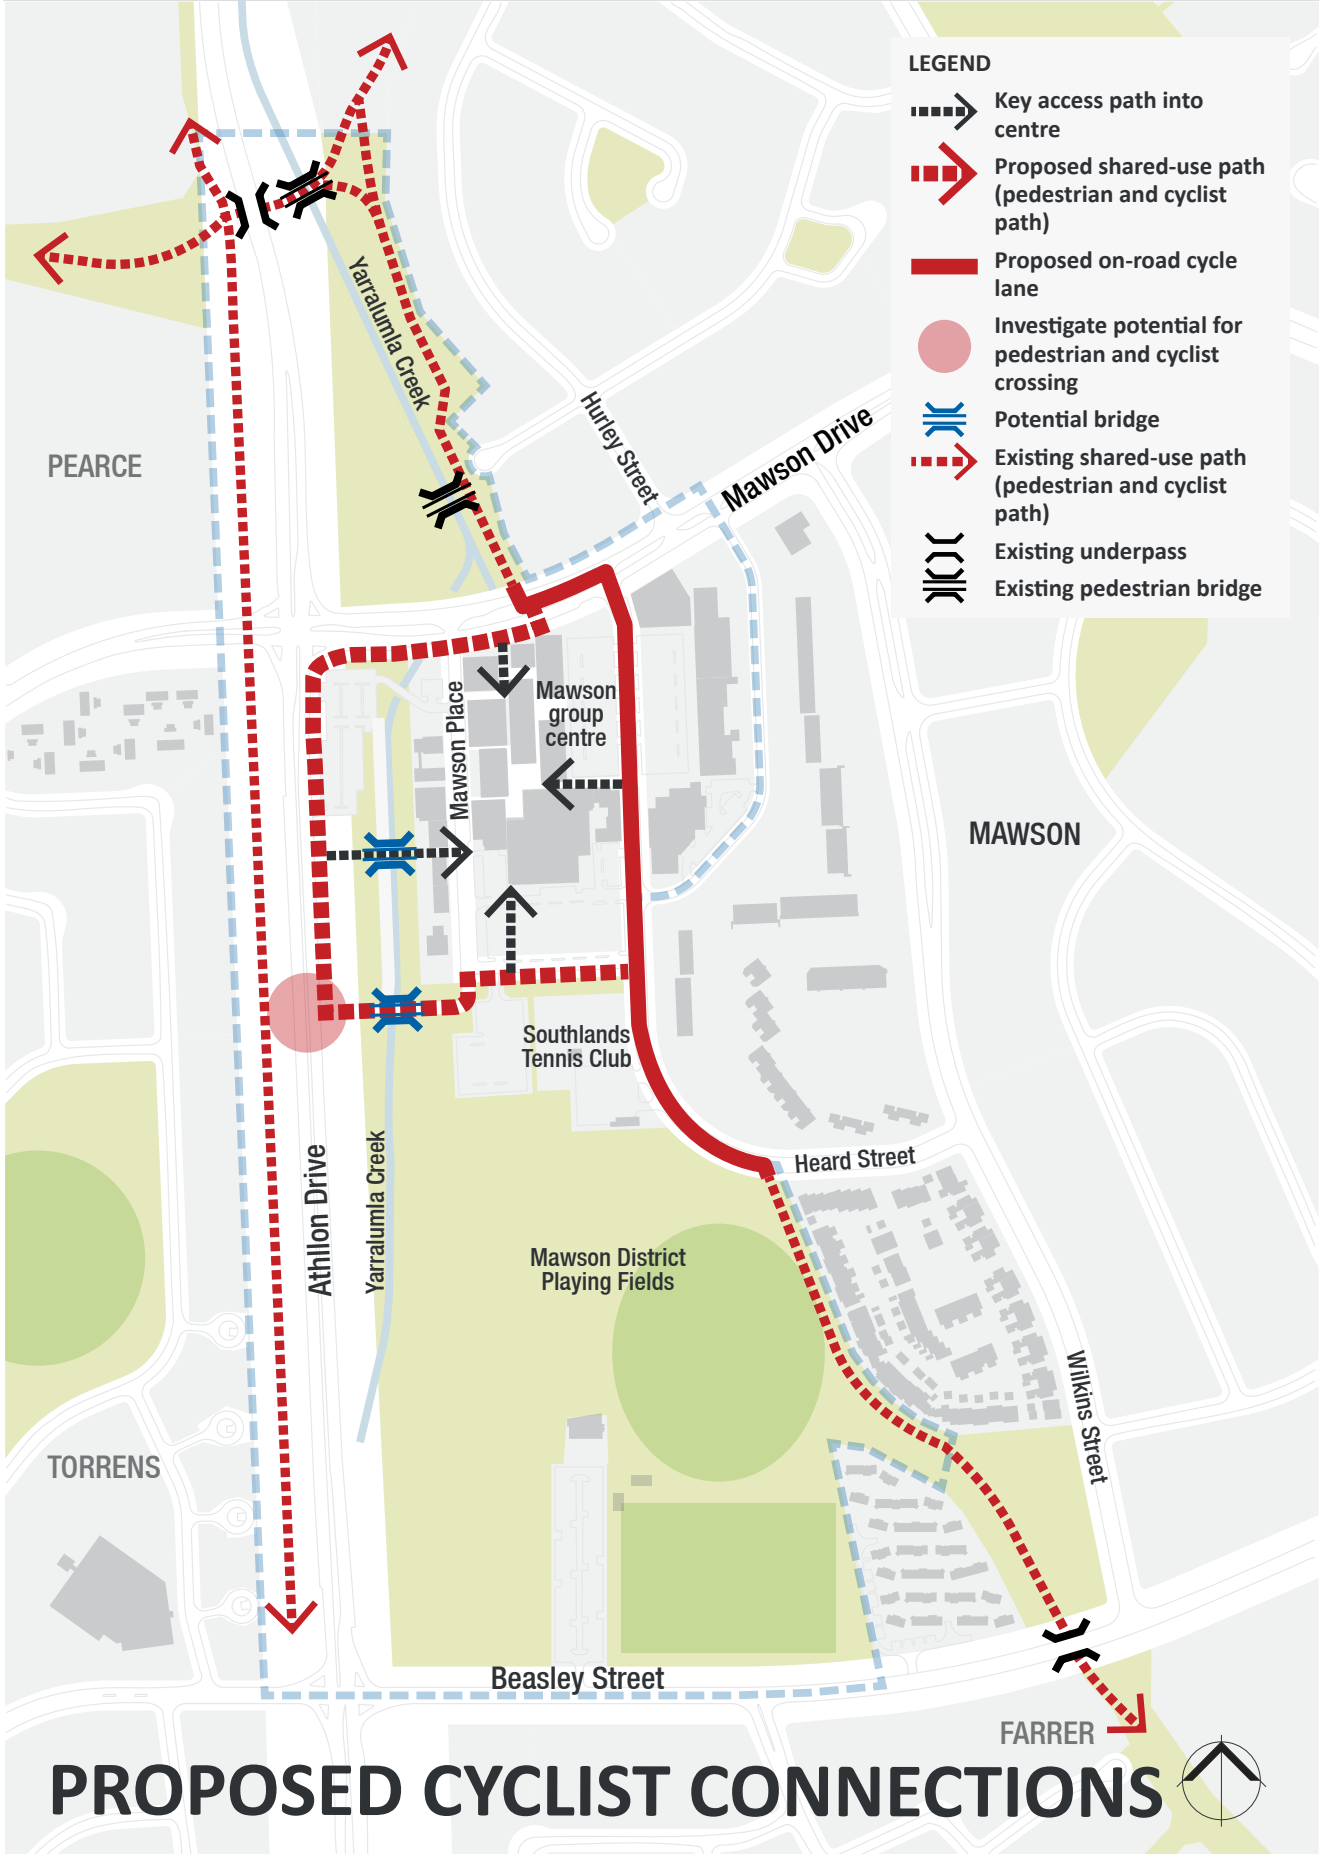 LEGEND
Key access path into
centre
Proposed shared-use path
(pedestrian and cyclist
path)
Proposed on-road cycle
lane
Investigate potential for
pedestrian and cyclist
crossing
Potential bridge
Existing shared-use path
(pedestrian and cyclist
path)
Existing underpass
Existing pedestrian bridge
Yarralumla Creek
Hurley Street
Mawson Drive
PEARCE
Mawson Place
Mawson
group
centre
MAWSON
Southlands
Tennis Club
Athllon Drive
Yarralumla Creek
Heard Street
Mawson District
Playing Fields
Wilkins Street
TORRENS
Beasley Street
FARRER
PROPOSED CYCLIST CONNECTIONS